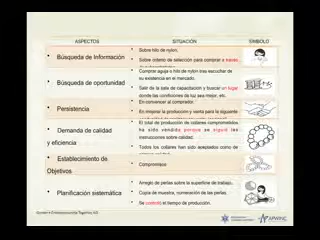 ASPECTOS SITUACIÓN SÍMBOLO
• Búsqueda de Información
• Sobre hilo de nylon.
• Sobre criterio de selección para comprar a través
• Búsqueda de oportunidad
• Comprar aguja e hilo de nylon tras escuchar de
su existencia en el mercado.
• Salir de la sala de capacitación y buscar un lugar
donde las condiciones de luz sea mejor, etc.
• Persistencia
• En convencer al comprador.
• En mejorar la producción y venta para la siguiente
• Demanda de calidad
y eficiencia
• El total de producción de collares comprometidos
ha sido vendido porque se siguió las
instrucciones sobre calidad.
• Todos los collares han sido aceptados como de
• Establecimiento de
Objetivos
• Compromisos
• Planificación sistemática
• Arreglo de perlas sobre la superficie de trabajo.
• Copia de muestra, numeración de las perlas.
• Se controló el tiempo de producción.